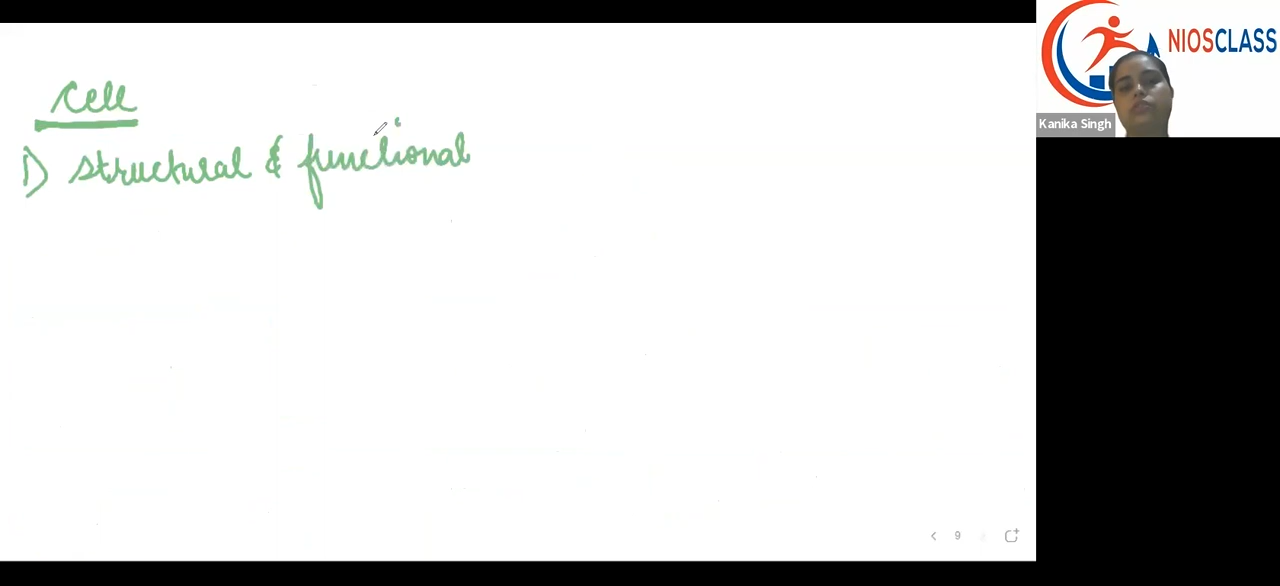 Cell
1) structural & functional
NIOSCLASS
Kanika Singh
9